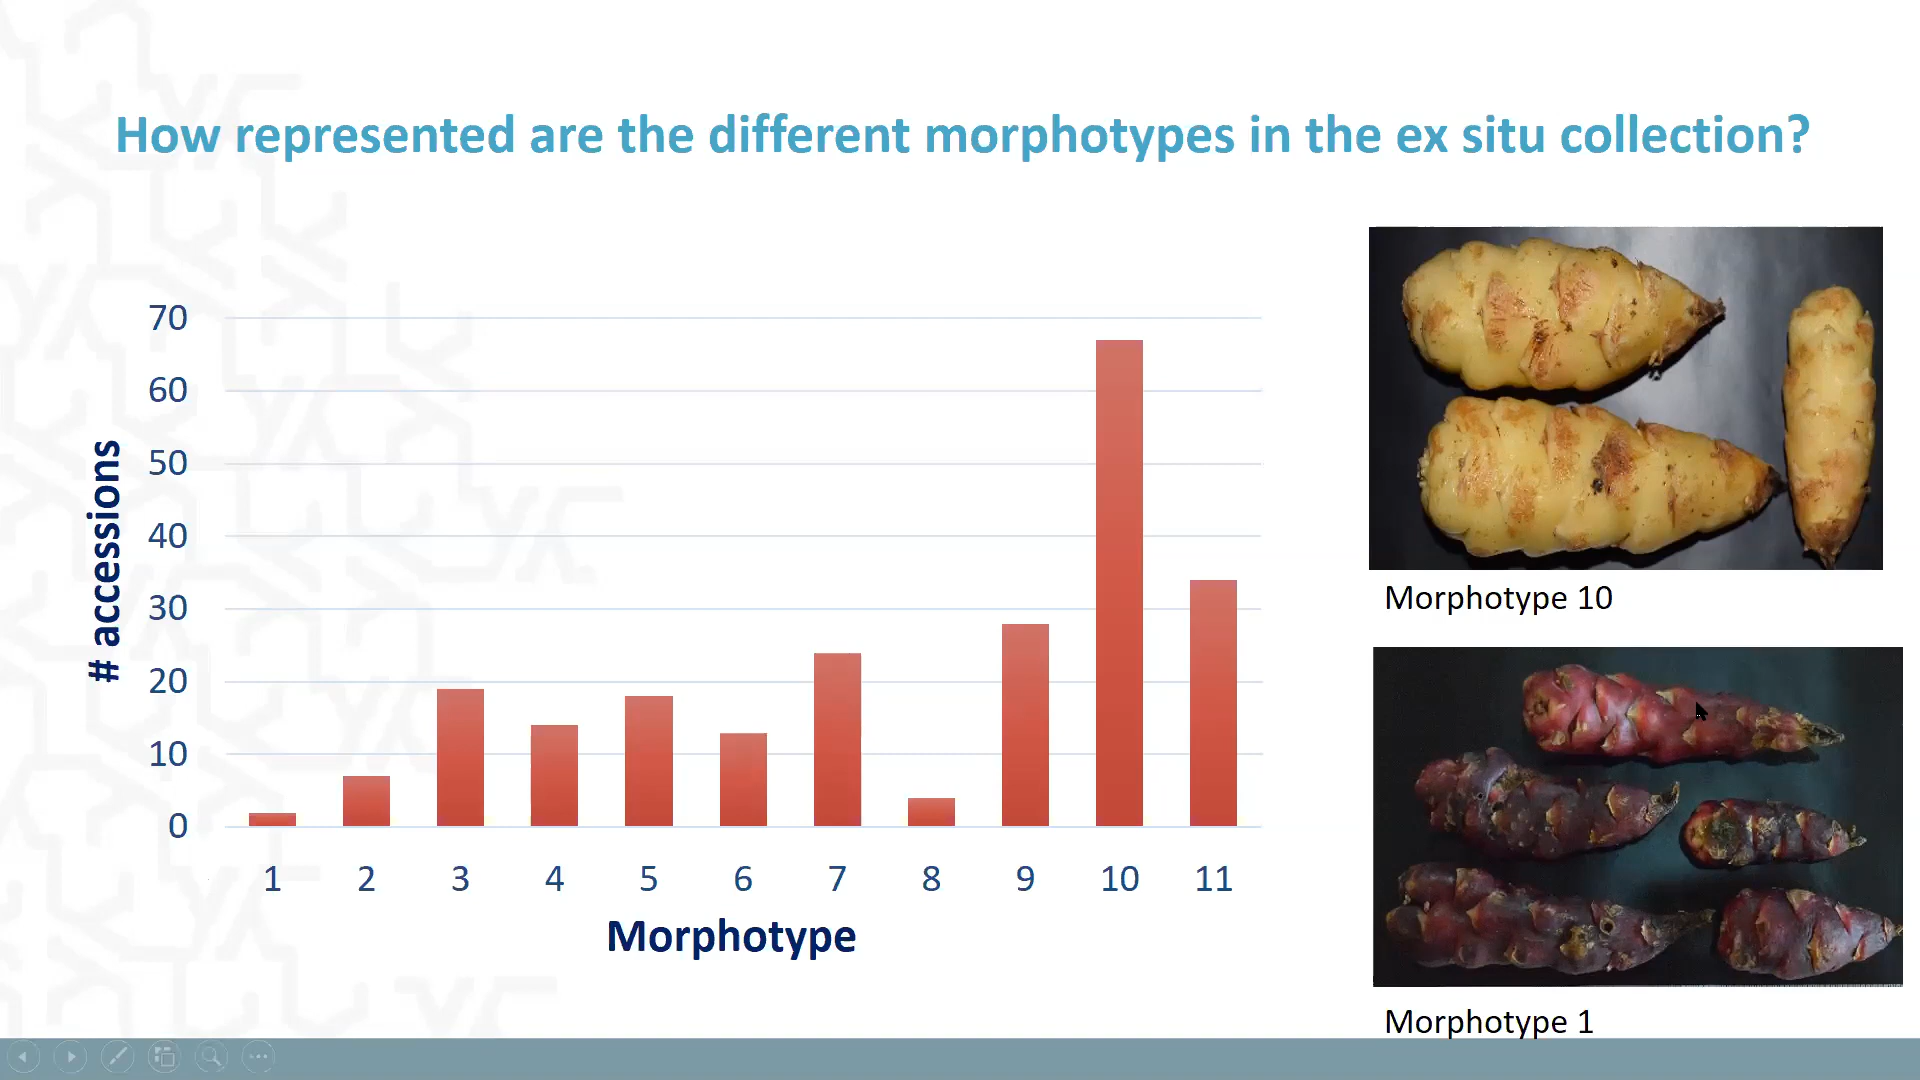 How represented are the different morphotypes in the ex situ collection?
70
60
50
40
30
20
10
0
# accessions
1 2 3 4 5 6 7 8 9 10 11
Morphotype
Morphotype 10
Morphotype 1